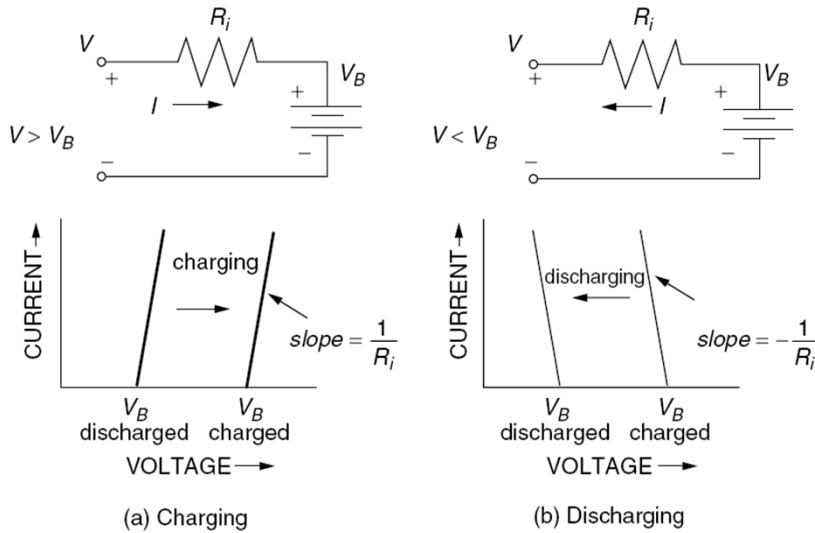 R_i
V
V_B
+
+
I
V > V_B
−
−
CURRENT
charging
slope = 1/R_i
V_B
discharged
V_B
charged
VOLTAGE
(a) Charging
R_i
V
V_B
+
+
I
V < V_B
−
−
CURRENT
discharging
slope = − 1/R_i
V_B
discharged
V_B
charged
VOLTAGE
(b) Discharging